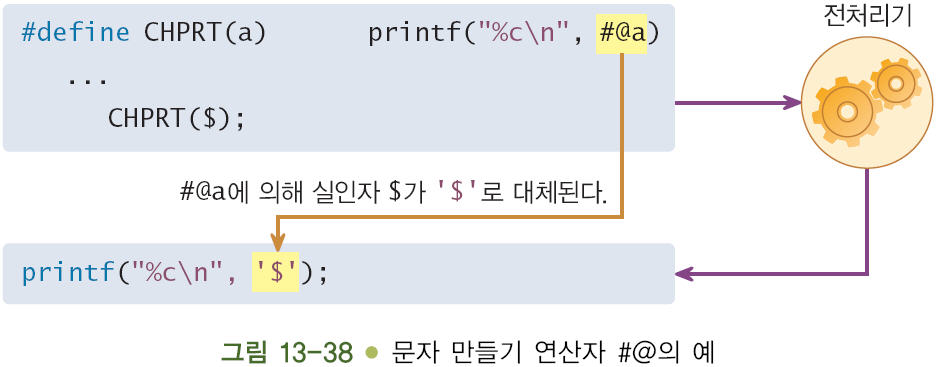 #define CHPRT(a) printf("%c\n", #@a)
전처리기
...
CHPRT($);
#@a에 의해 실인자 $가 '$'로 대체된다.
printf("%c\n", '$');
그림 13-38 ● 문자 만들기 연산자 #@의 예